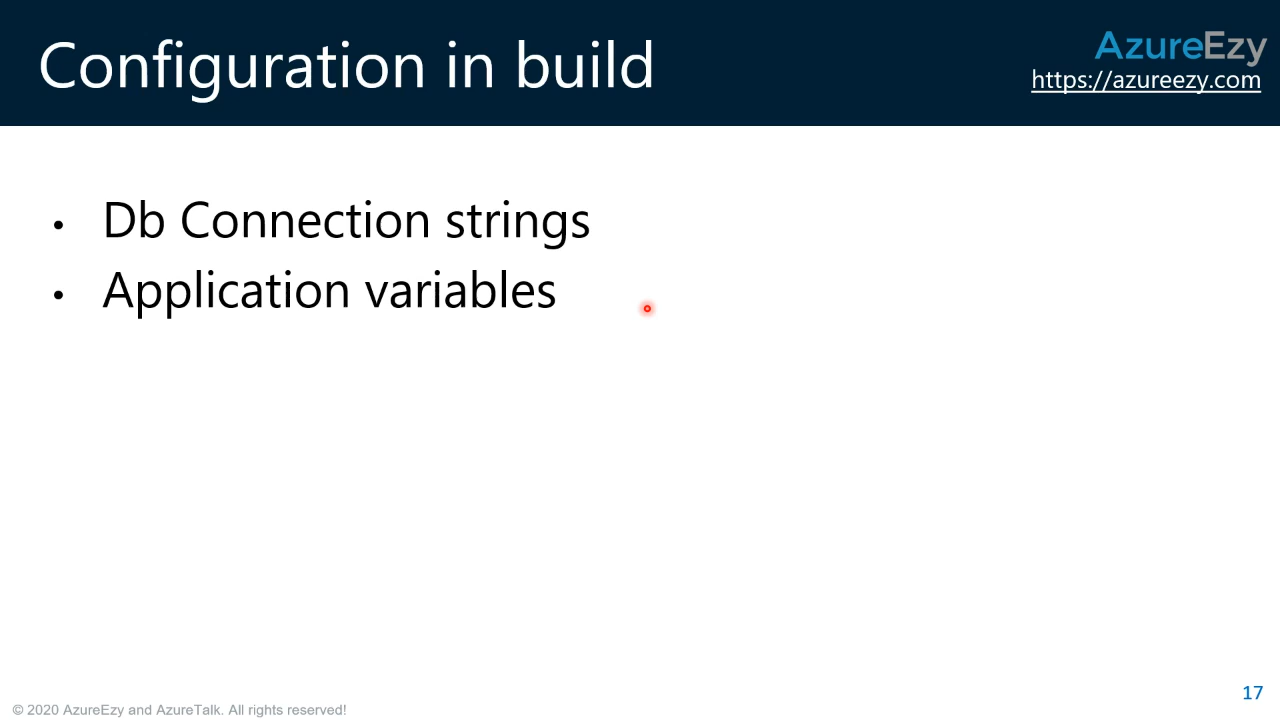 Configuration in build
AzureEzy
https://azureezy.com
• Db Connection strings
• Application variables
17
© 2020 AzureEzy and AzureTalk. All rights reserved!